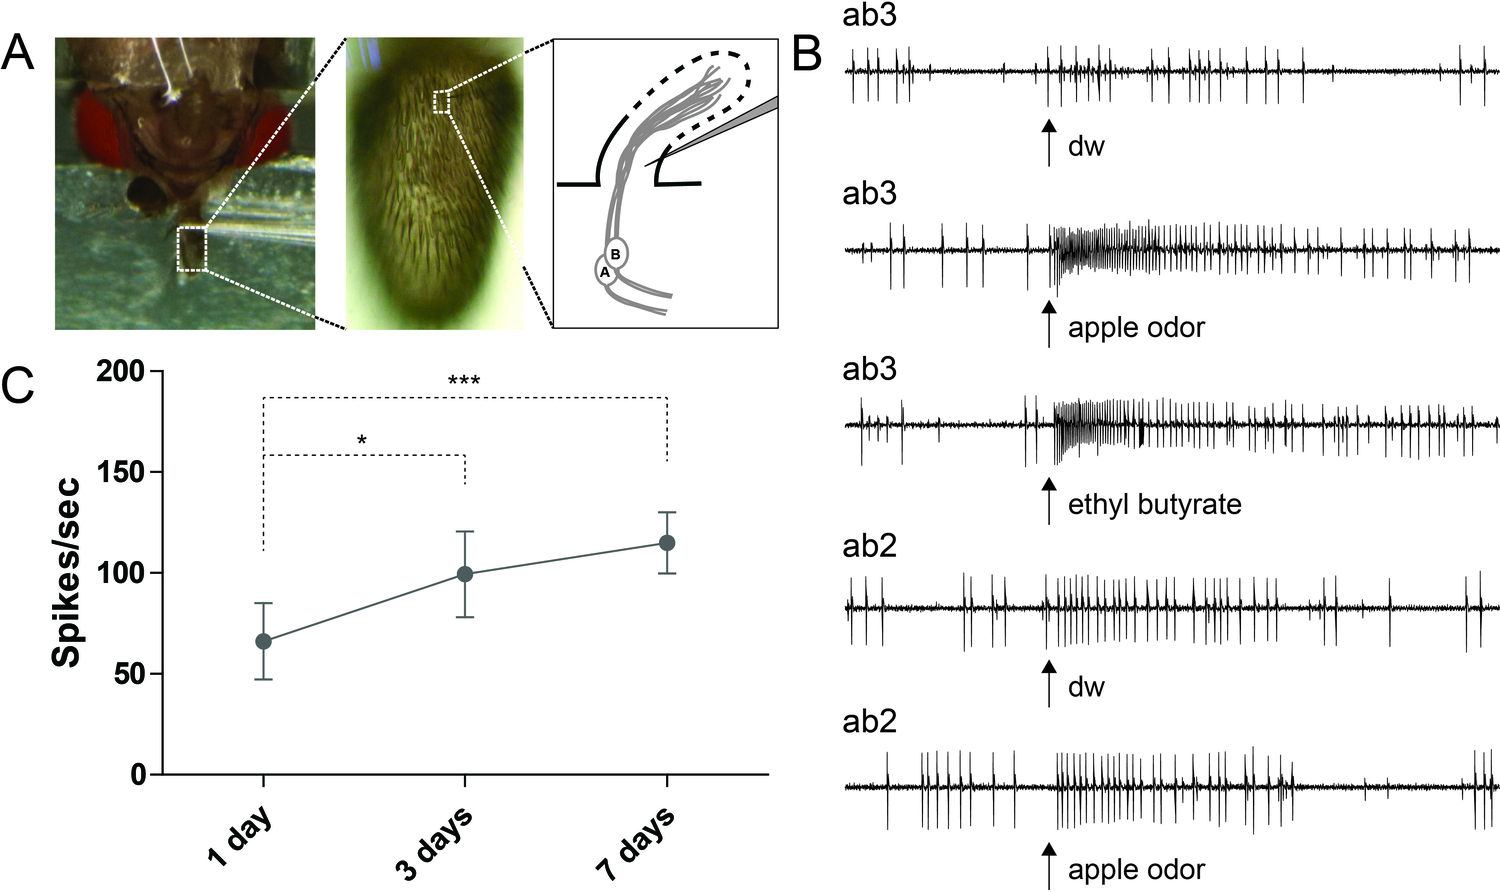 A
B
A
B
ab3
dw
ab3
apple odor
ab3
ethyl butyrate
ab2
dw
ab2
apple odor
C
200
150
100
50
0
Spikes/sec
***
*
1 day
3 days
7 days